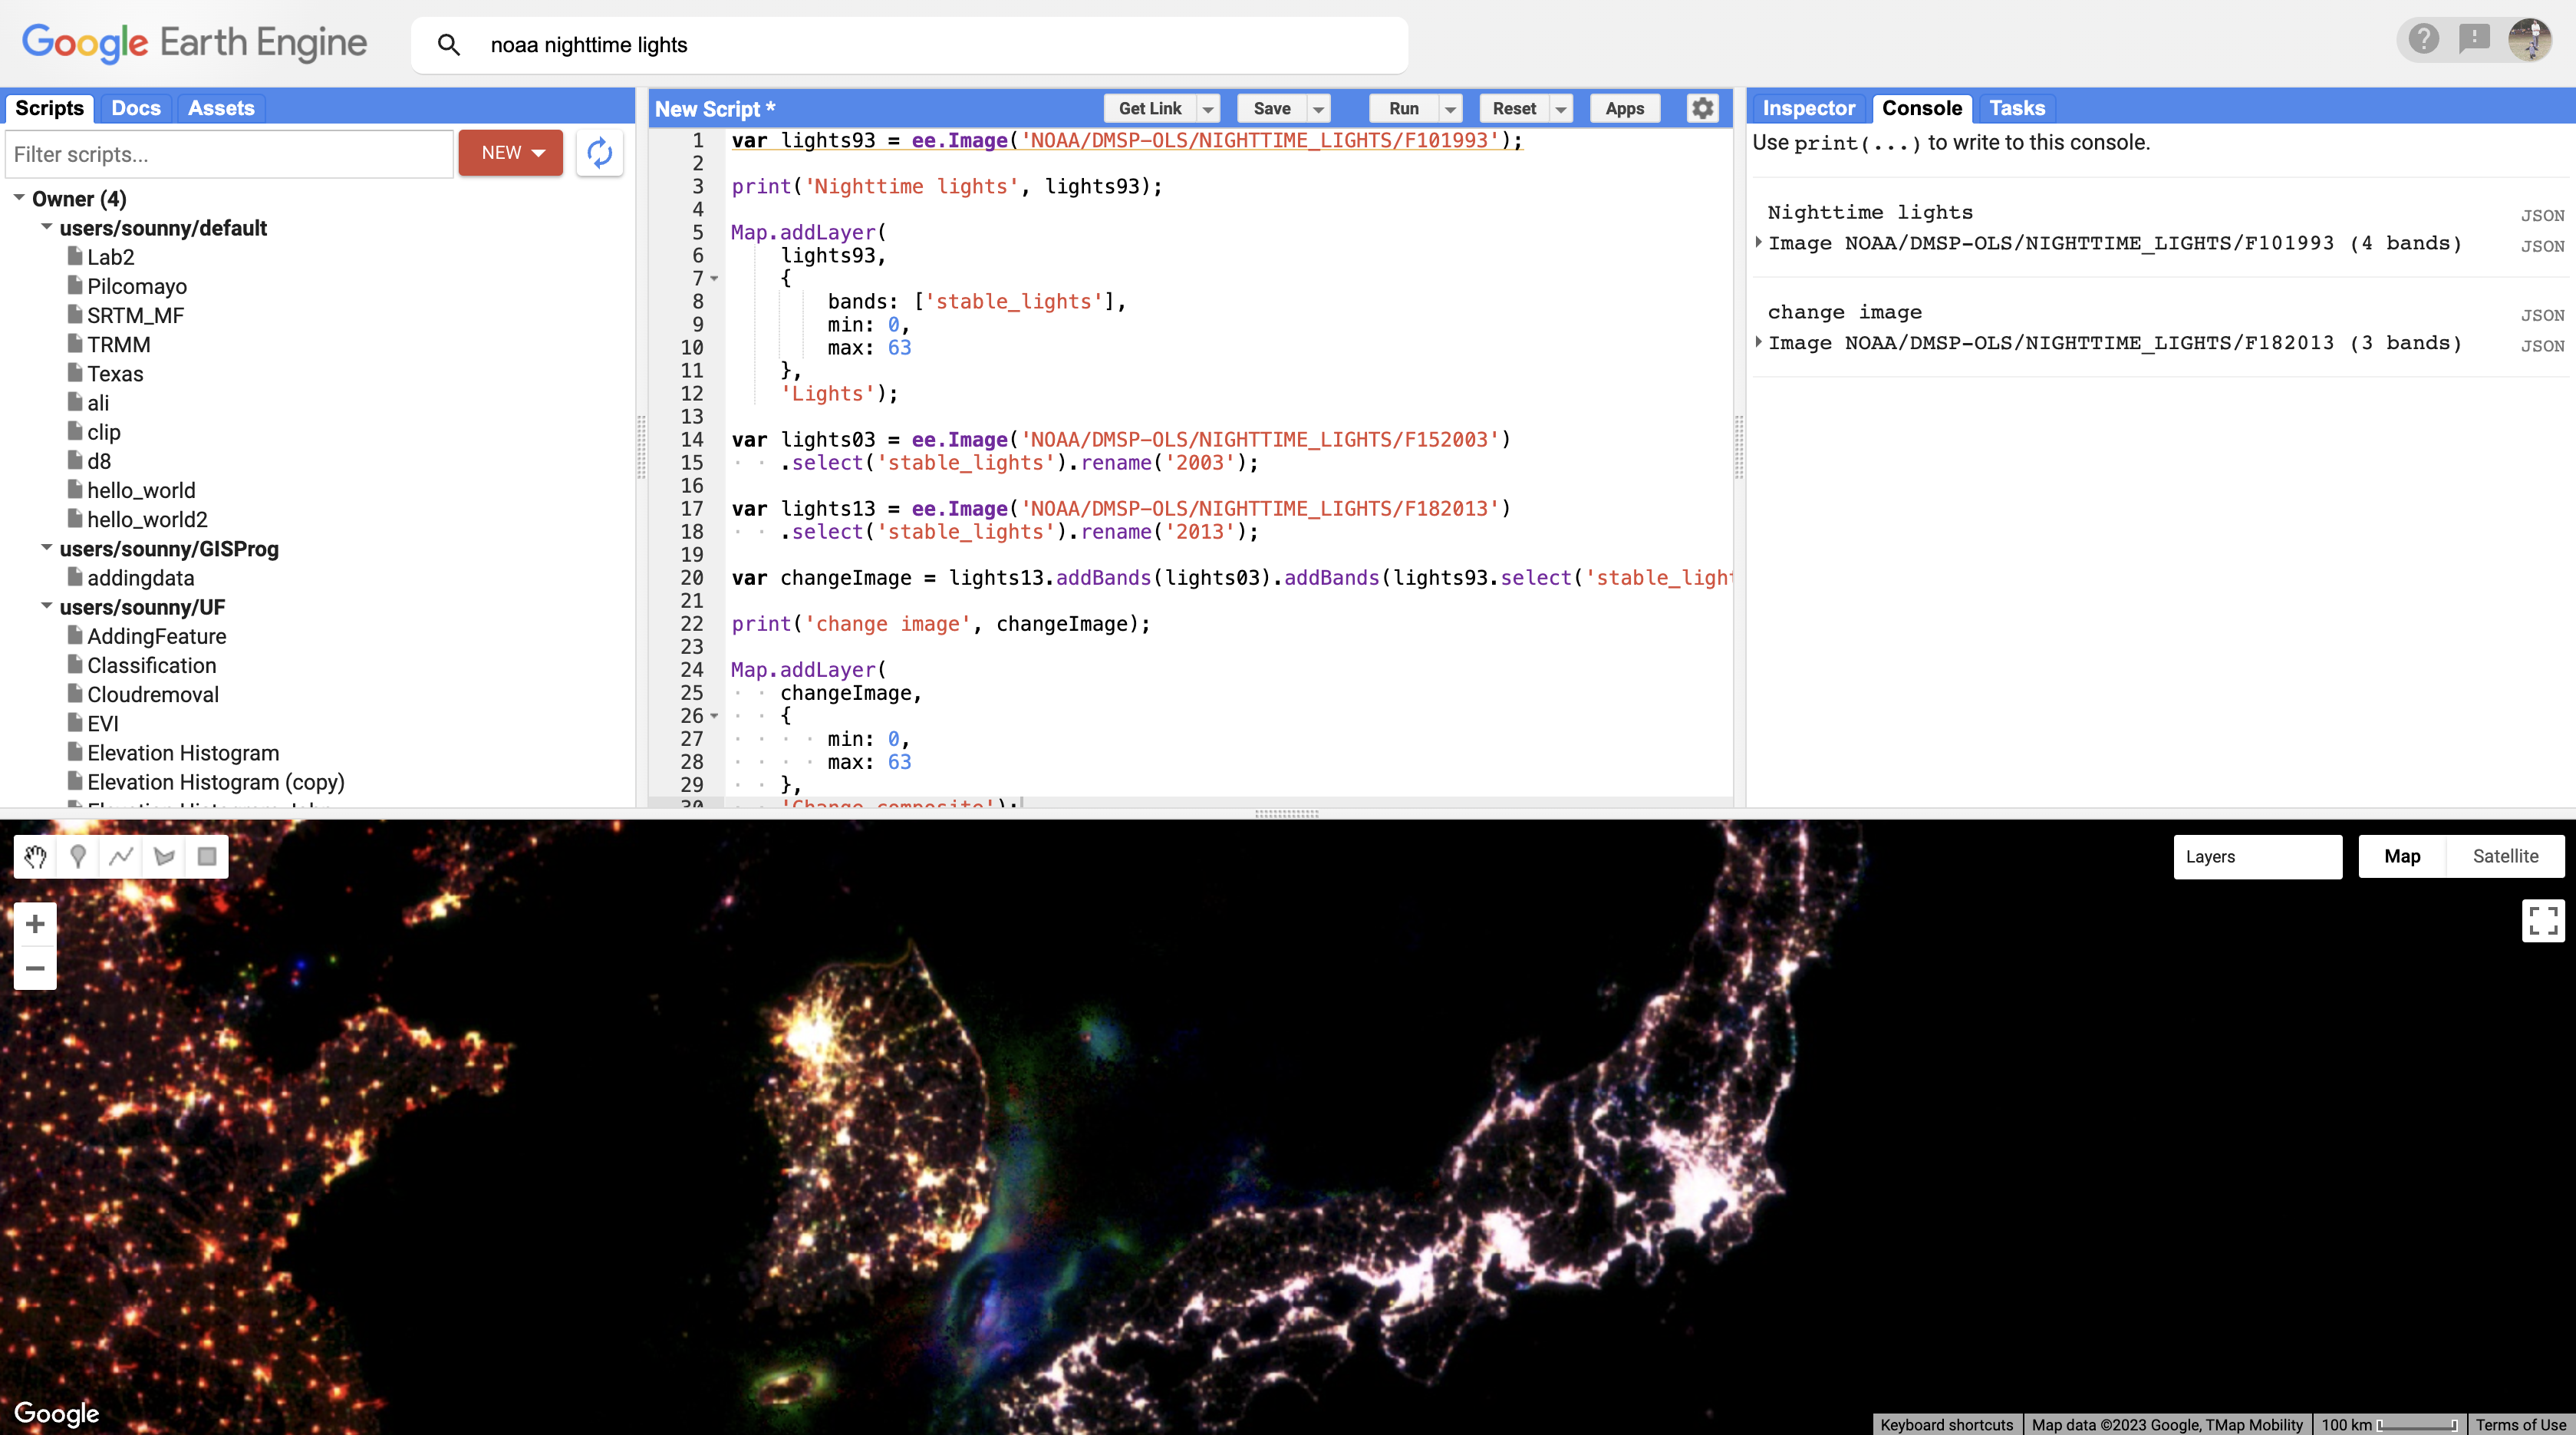 Google Earth Engine
noaa nighttime lights
Scripts Docs Assets
Filter scripts...
NEW
Owner (4)
users/sounny/default
Lab2
Pilcomayo
SRTM_MF
TRMM
Texas
ali
clip
d8
hello_world
hello_world2
users/sounny/GISProg
addingdata
users/sounny/UF
AddingFeature
Classification
Cloudremoval
EVI
Elevation Histogram
Elevation Histogram (copy)
New Script *
Get Link Save Run Reset Apps
1 var lights93 = ee.Image('NOAA/DMSP-OLS/NIGHTTIME_LIGHTS/F101993');
2
3 print('Nighttime lights', lights93);
4
5 Map.addLayer(
6 lights93,
7 {
8 bands: ['stable_lights'],
9 min: 0,
10 max: 63
11 },
12 'Lights');
13
14 var lights03 = ee.Image('NOAA/DMSP-OLS/NIGHTTIME_LIGHTS/F152003')
15 .select('stable_lights').rename('2003');
16
17 var lights13 = ee.Image('NOAA/DMSP-OLS/NIGHTTIME_LIGHTS/F182013')
18 .select('stable_lights').rename('2013');
19
20 var changeImage = lights13.addBands(lights03).addBands(lights93.select('stable_light
21
22 print('change image', changeImage);
23
24 Map.addLayer(
25 changeImage,
26 {
27 min: 0,
28 max: 63
29 },
30 'Change composite');
Inspector Console Tasks
Use print(...) to write to this console.
Nighttime lights JSON
Image NOAA/DMSP-OLS/NIGHTTIME_LIGHTS/F101993 (4 bands) JSON
change image JSON
Image NOAA/DMSP-OLS/NIGHTTIME_LIGHTS/F182013 (3 bands) JSON
Layers
Map Satellite
Google
Keyboard shortcuts Map data ©2023 Google, TMap Mobility 100 km Terms of Use